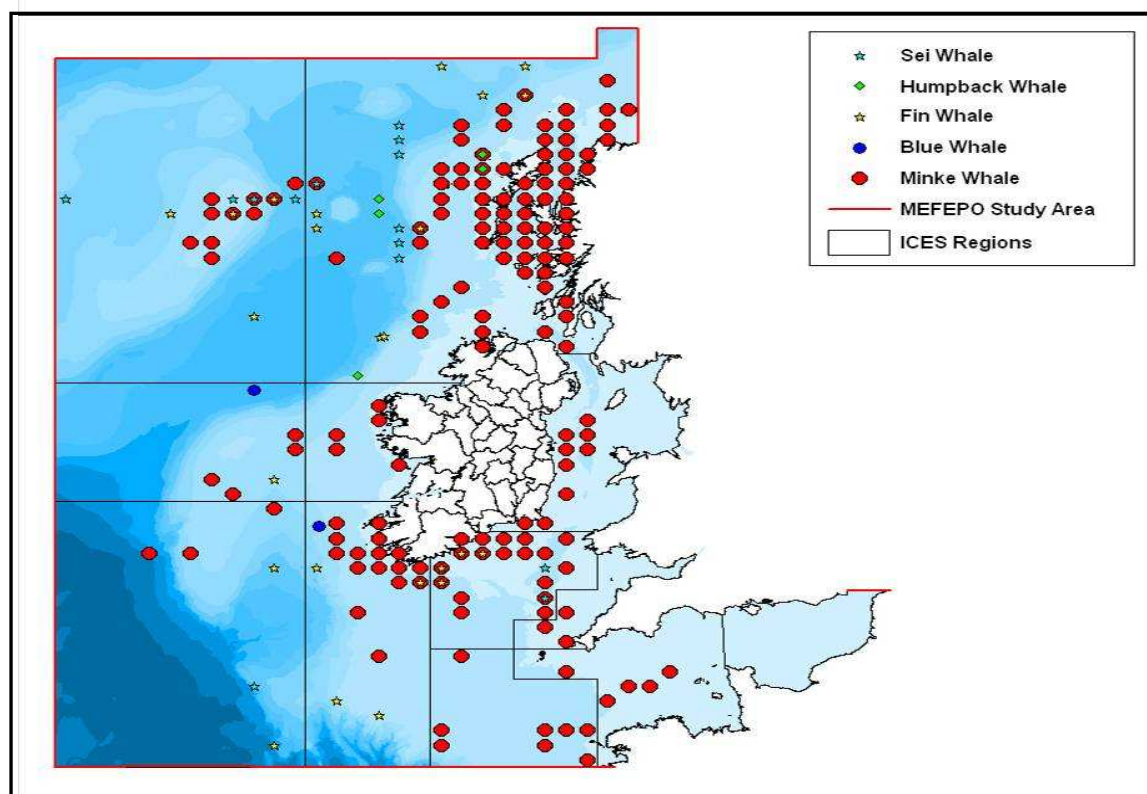 Sei Whale
Humpback Whale
Fin Whale
Blue Whale
Minke Whale
MEFEPO Study Area
ICES Regions